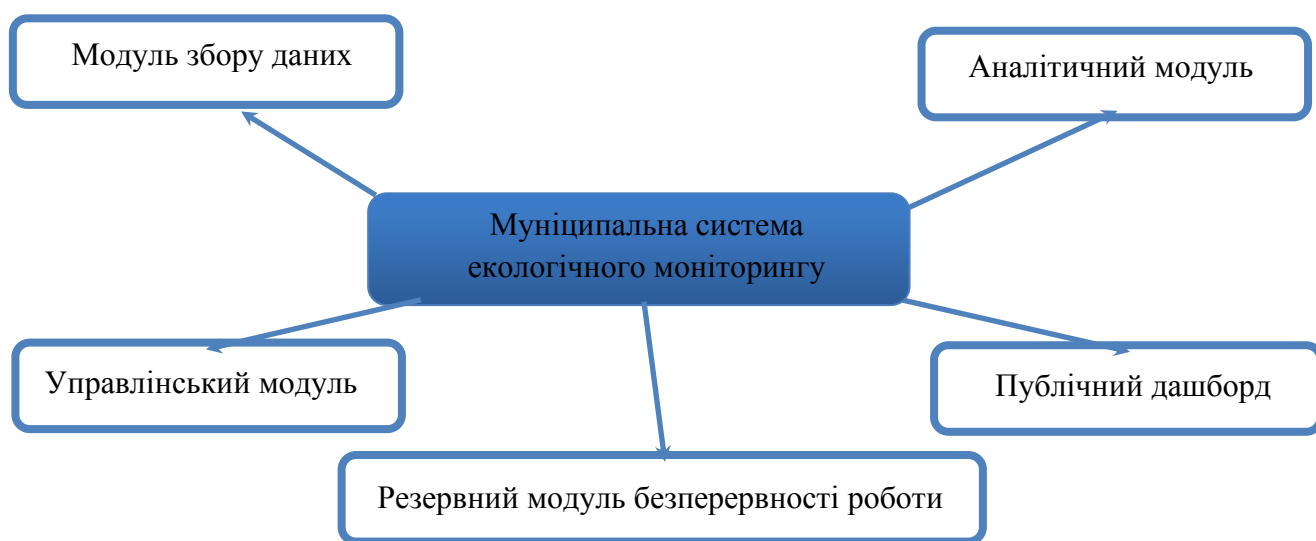 Модуль збору даних
Аналітичний модуль
Муніципальна система
екологічного моніторингу
Управлінський модуль
Публічний дашборд
Резервний модуль безперервності роботи